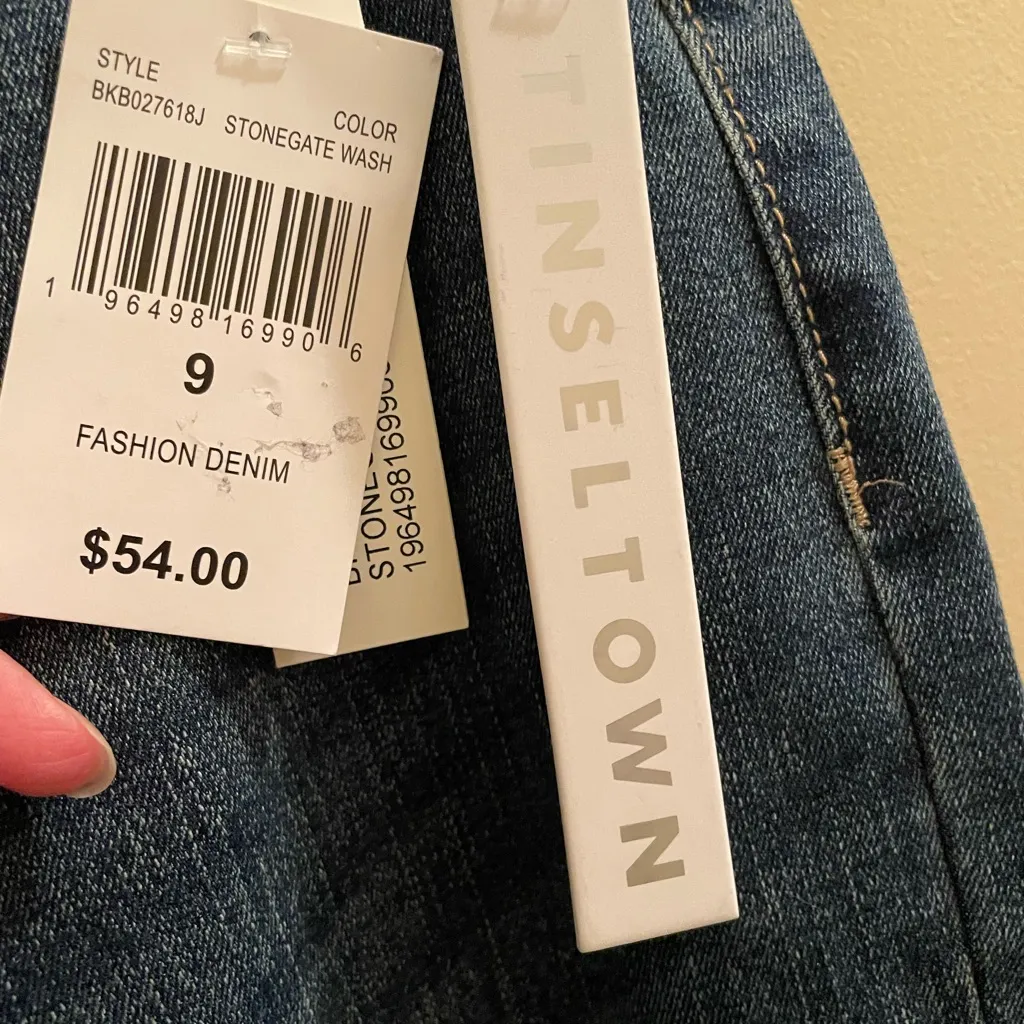 STYLE
BKB027618J
COLOR
STONEGATE WASH
1 96498 16990 6
9
FASHION DENIM
$54.00
TINSELTOWN